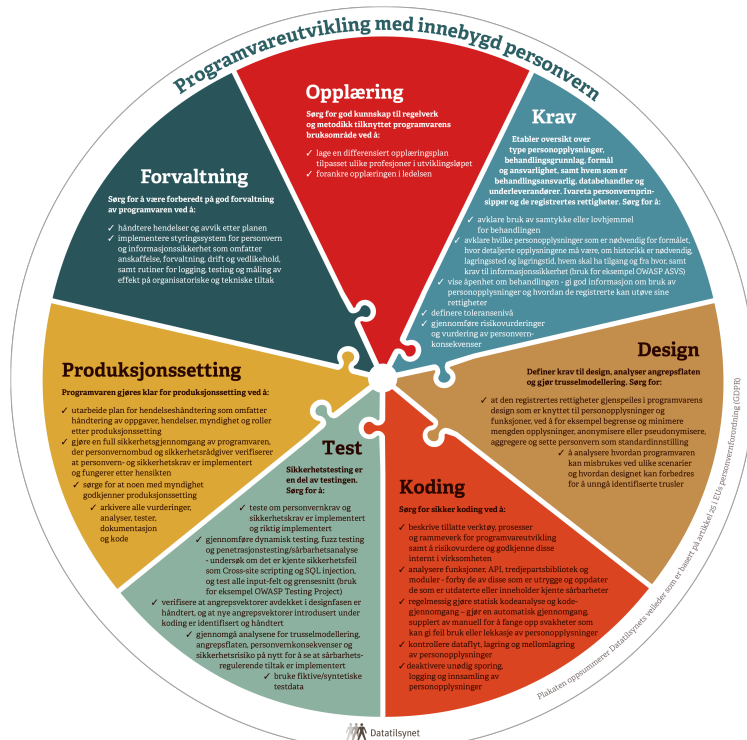 Programvareutvikling med innebygd personvern
Opplæring
Sørg for god kunnskap til regelverk
og metodikk tilknyttet programvarens
bruksområde ved å:
✓ lage en differensiert opplæringsplan
tilpasset ulike profesjoner i utviklingsløpet
✓ forankre opplæringen i ledelsen
Krav
Etabler oversikt over
type personopplysninger,
behandlingsgrunnlag, formål
og ansvarlighet, samt hvem som er
behandlingsansvarlig, databehandler og
underleverandører. Ivareta personvernprin-
sipper og de registrertes rettigheter. Sørg for å:
✓ avklare bruk av samtykke eller lovhjemmel
for behandlingen
✓ avklare hvilke personopplysninger som er nødvendig for formålet,
hvor detaljerte opplysningene må være, om historikk er nødvendig,
lagringssted og lagringstid, hvem skal ha tilgang og fra hvor, samt
krav til informasjonssikkerhet (bruk for eksempel OWASP ASVS)
✓ vise åpenhet om behandlingen - gi god informasjon om bruk av
personopplysninger og hvordan de registrerte kan utøve sine
rettigheter
✓ definere toleransenivå
✓ gjennomføre risikovurderinger
og vurdering av personvern-
konsekvenser
Design
Definer krav til design, analyser angrepsflaten
og gjør trusselmodellering. Sørg for:
✓ at den registrertes rettigheter gjenspeiles i programvarens
design som er knyttet til personopplysninger og
funksjoner, ved å for eksempel begrense og minimere
mengden opplysninger, anonymisere eller pseudonymisere,
aggregere og sette personvern som standardinnstilling
✓ å analysere hvordan programvaren
kan misbrukes ved ulike scenarier
og hvordan designet kan forbedres
for å unngå identifiserte trusler
Koding
Sørg for sikker koding ved å:
✓ beskrive tillatte verktøy, prosesser
og rammeverk for programvareutvikling
samt å risikovurdere og godkjenne disse
internt i virksomheten
✓ analysere funksjoner, API, tredjepartsbibliotek og
moduler - forby de av disse som er utrygge og oppdater
de som er utdaterte eller inneholder kjente sårbarheter
✓ regelmessig gjøre statisk kodeanalyse og kode-
gjennomgang – gjør en automatisk gjennomgang,
supplert av manuell for å fange opp svakheter som
kan gi feil bruk eller lekkasje av personopplysninger
✓ kontrollere dataflyt, lagring og mellomlagring
av personopplysninger
✓ deaktivere unødig sporing,
logging og innsamling av
personopplysninger
Test
Sikkerhetstesting er
en del av testingen.
Sørg for å:
✓ teste om personvernkrav og
sikkerhetskrav er implementert
og riktig implementert
✓ gjennomføre dynamisk testing, fuzz testing
og penetrasjonstesting/sårbarhetsanalyse
- undersøk om det er kjente sikkerhetsfeil
som Cross-site scripting og SQL injection,
og test alle input-felt og grensesnitt (bruk
for eksempel OWASP Testing Project)
✓ verifisere at angrepsvektorer avdekket i designfasen er
håndtert, og at nye angrepsvektorer introdusert under
koding er identifisert og håndtert
✓ gjennomgå analysene for trusselmodellering,
angrepsflaten, personvernkonsekvenser og
sikkerhetsrisiko på nytt for å se at sårbarhets-
regulerende tiltak er implementert
✓ bruke fiktive/syntetiske
testdata
Produksjonssetting
Programvaren gjøres klar for produksjonssetting ved å:
✓ utarbeide plan for hendelseshåndtering som omfatter
håndtering av oppgaver, hendelser, myndighet og roller
etter produksjonssetting
✓ gjøre en full sikkerhetsgjennomgang av programvaren,
der personvernombud og sikkerhetsrådgiver verifiserer
at personvern- og sikkerhetskrav er implementert
og fungerer etter hensikten
✓ sørge for at noen med myndighet
godkjenner produksjonssetting
✓ arkivere alle vurderinger,
analyser, tester,
dokumentasjon
og kode
Forvaltning
Sørg for å være forberedt på god forvaltning
av programvaren ved å:
✓ håndtere hendelser og avvik etter planen
✓ implementere styringssystem for personvern
og informasjonssikkerhet som omfatter
anskaffelse, forvaltning, drift og vedlikehold,
samt rutiner for logging, testing og måling av
effekt på organisatoriske og tekniske tiltak
Plakaten oppsummerer Datatilsynets veileder som er basert på artikkel 25 i EUs personvernforordning (GDPR)
Datatilsynet